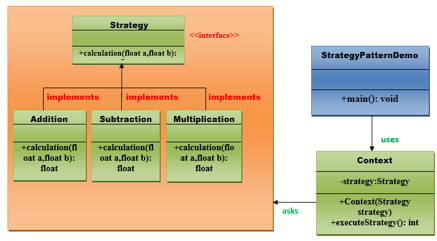 Strategy
<<interface>>
+calculation(float a,float b):
implements
implements
implements
Addition
+calculation(fl
oat a,float b):
float
Subtraction
+calculation(fl
oat a,float b):
float
Multiplication
+calculation(flo
at a,float b):
float
StrategyPatternDemo
+main(): void
uses
Context
-strategy:Strategy
+Context(Strategy
strategy)
+executeStrategy(): int
asks